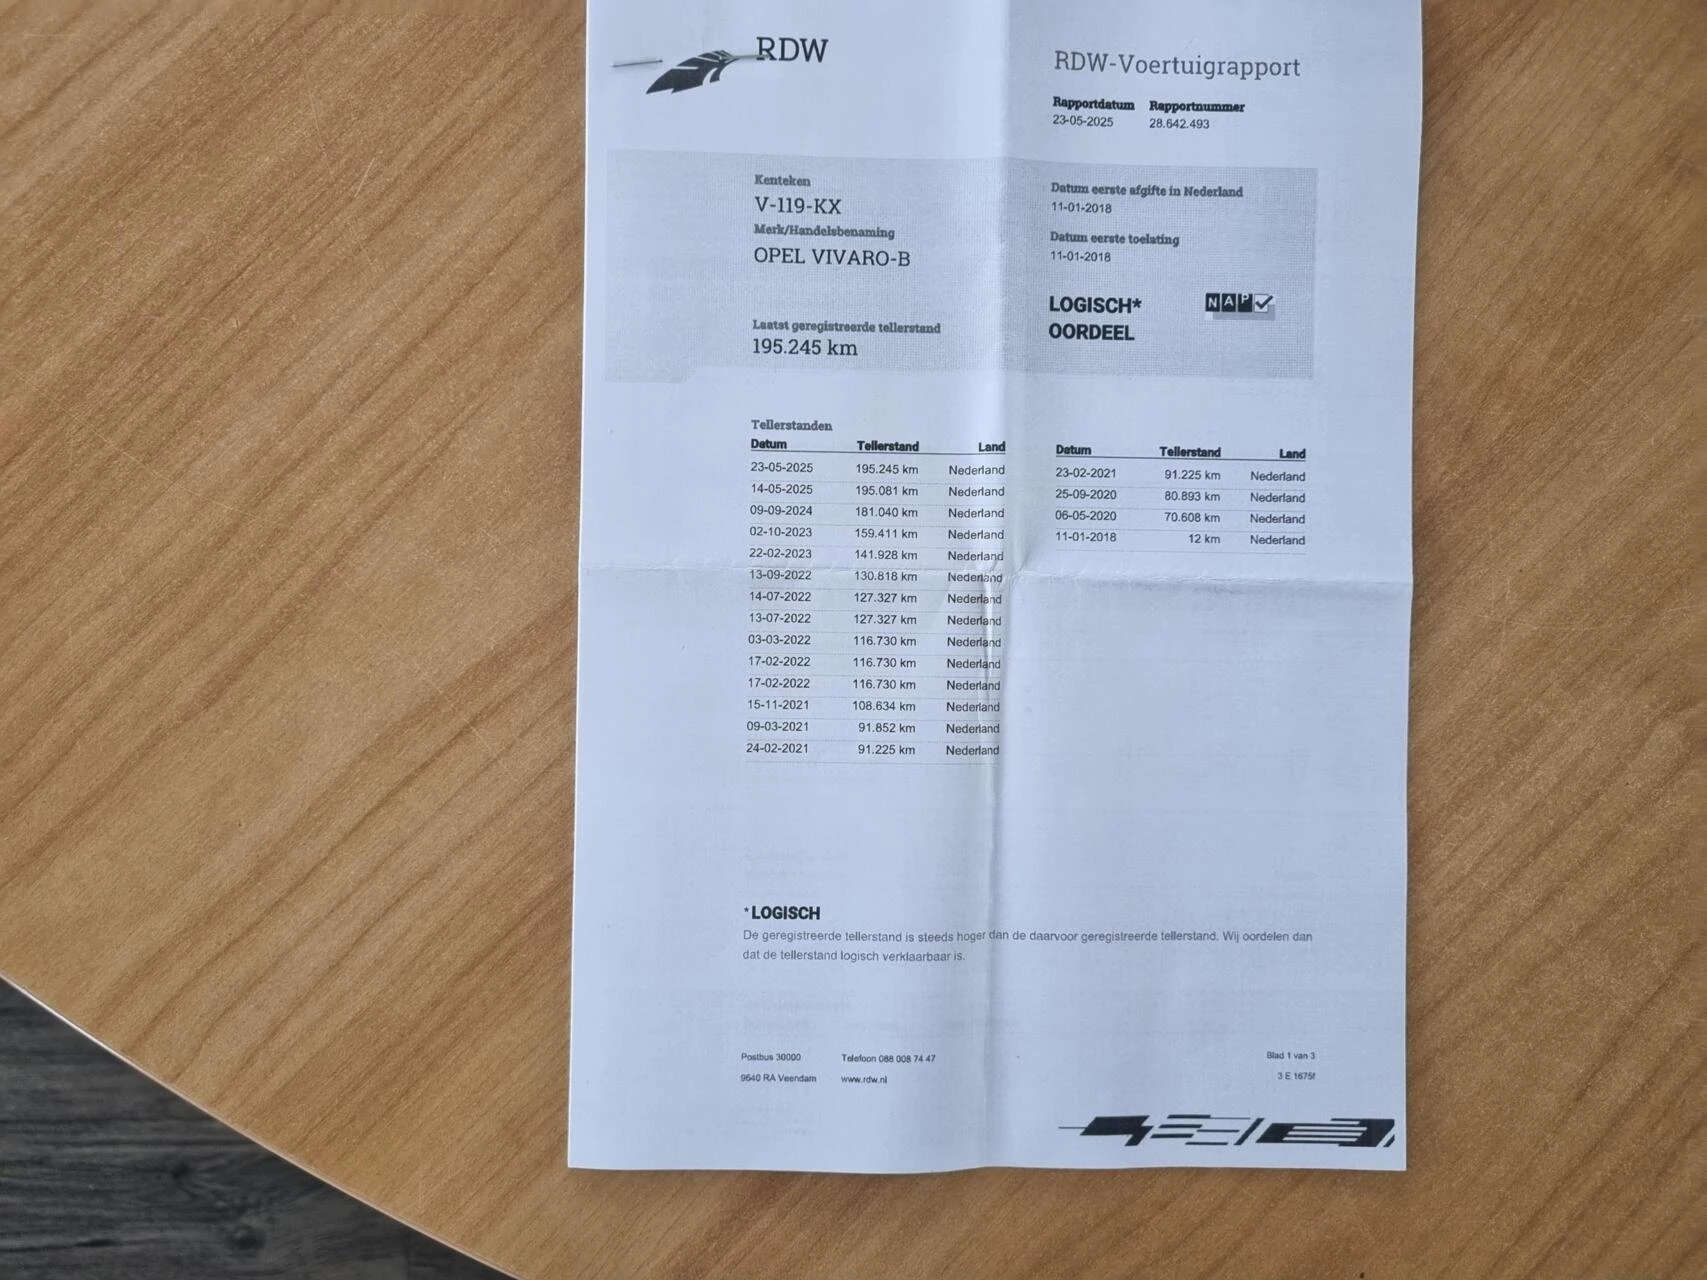 RDW
RDW-Voertuigrapport
Rapportdatum Rapportnummer
23-05-2025 28.642.493
Kenteken
V-119-KX
Merk/Handelsbenaming
OPEL VIVARO-B
Laatst geregistreerde tellerstand
195.245 km
Datum eerste afgifte in Nederland
11-01-2018
Datum eerste toelating
11-01-2018
LOGISCH*
OORDEEL
NAP
Tellerstanden
Datum Tellerstand Land
23-05-2025 195.245 km Nederland
14-05-2025 195.081 km Nederland
09-09-2024 181.040 km Nederland
02-10-2023 159.411 km Nederland
22-02-2023 141.928 km Nederland
13-09-2022 130.818 km Nederland
14-07-2022 127.327 km Nederland
13-07-2022 127.327 km Nederland
03-03-2022 116.730 km Nederland
17-02-2022 116.730 km Nederland
17-02-2022 116.730 km Nederland
15-11-2021 108.634 km Nederland
09-03-2021 91.852 km Nederland
24-02-2021 91.225 km Nederland
Datum Tellerstand Land
23-02-2021 91.225 km Nederland
25-09-2020 80.893 km Nederland
06-05-2020 70.608 km Nederland
11-01-2018 12 km Nederland
*LOGISCH
De geregistreerde tellerstand is steeds hoger dan de daarvoor geregistreerde tellerstand. Wij oordelen dan
dat de tellerstand logisch verklaarbaar is.
Postbus 30000 Telefoon 088 008 74 47
9640 RA Veendam www.rdw.nl
Blad 1 van 3
3 E 1675f